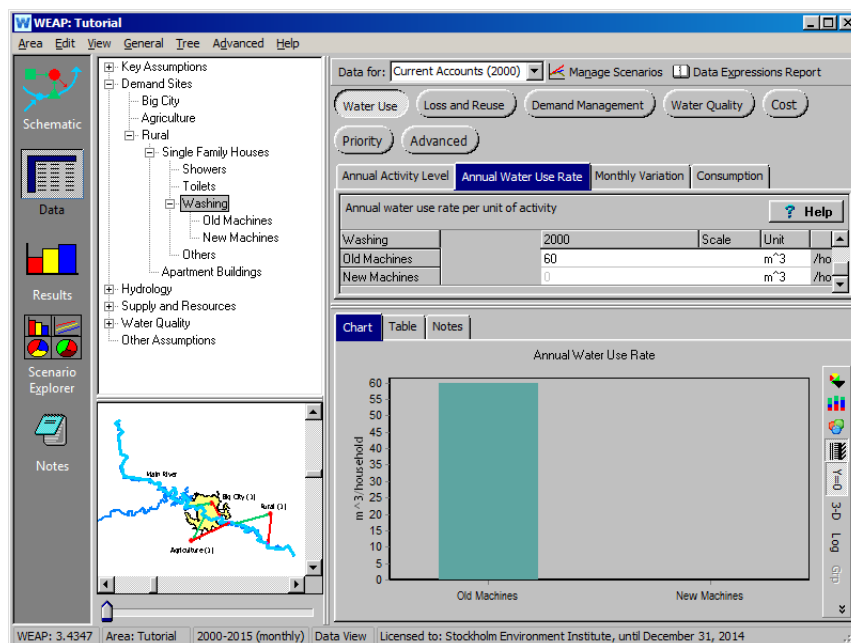 WEAP: Tutorial
Area Edit View General Tree Advanced Help
Schematic
Data
Results
Scenario
Explorer
Notes
Key Assumptions
Demand Sites
Big City
Agriculture
Rural
Single Family Houses
Showers
Toilets
Washing
Old Machines
New Machines
Others
Apartment Buildings
Hydrology
Supply and Resources
Water Quality
Other Assumptions
Main River
Big City (1)
Rural (1)
Agriculture (1)
Data for: Current Accounts (2000) Manage Scenarios Data Expressions Report
Water Use Loss and Reuse Demand Management Water Quality Cost
Priority Advanced
Annual Activity Level Annual Water Use Rate Monthly Variation Consumption
Annual water use rate per unit of activity ? Help
Washing 2000 Scale Unit
Old Machines 60 m^3 /ho
New Machines 0 m^3 /ho
Chart Table Notes
Annual Water Use Rate
m^3/household
60
55
50
45
40
35
30
25
20
15
10
5
0
Old Machines New Machines
Y=0
3-D
Log
Grp
WEAP: 3.4347 Area: Tutorial 2000-2015 (monthly) Data View Licensed to: Stockholm Environment Institute, until December 31, 2014